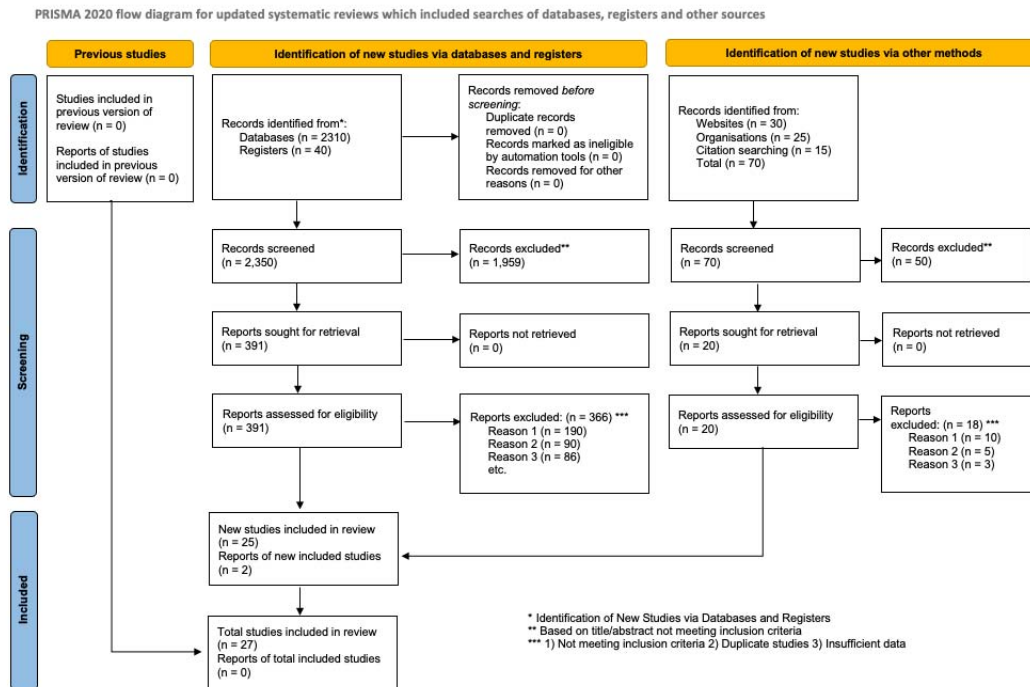 PRISMA 2020 flow diagram for updated systematic reviews which included searches of databases, registers and other sources
Previous studies
Identification of new studies via databases and registers
Identification of new studies via other methods
Identification
Studies included in
previous version of
review (n = 0)
Reports of studies
included in previous
version of review (n = 0)
Records identified from*:
Databases (n = 2310)
Registers (n = 40)
Records removed before
screening:
Duplicate records
removed (n = 0)
Records marked as ineligible
by automation tools (n = 0)
Records removed for other
reasons (n = 0)
Records identified from:
Websites (n = 30)
Organisations (n = 25)
Citation searching (n = 15)
Total (n = 70)
Screening
Records screened
(n = 2,350)
Records excluded**
(n = 1,959)
Records screened
(n = 70)
Records excluded**
(n = 50)
Reports sought for retrieval
(n = 391)
Reports not retrieved
(n = 0)
Reports sought for retrieval
(n = 20)
Reports not retrieved
(n = 0)
Reports assessed for eligibility
(n = 391)
Reports excluded: (n = 366) ***
Reason 1 (n = 190)
Reason 2 (n = 90)
Reason 3 (n = 86)
etc.
Reports assessed for eligibility
(n = 20)
Reports
excluded: (n = 18) ***
Reason 1 (n = 10)
Reason 2 (n = 5)
Reason 3 (n = 3)
Included
New studies included in review
(n = 25)
Reports of new included studies
(n = 2)
Total studies included in review
(n = 27)
Reports of total included studies
(n = 0)
* Identification of New Studies via Databases and Registers
** Based on title/abstract not meeting inclusion criteria
*** 1) Not meeting inclusion criteria 2) Duplicate studies 3) Insufficient data